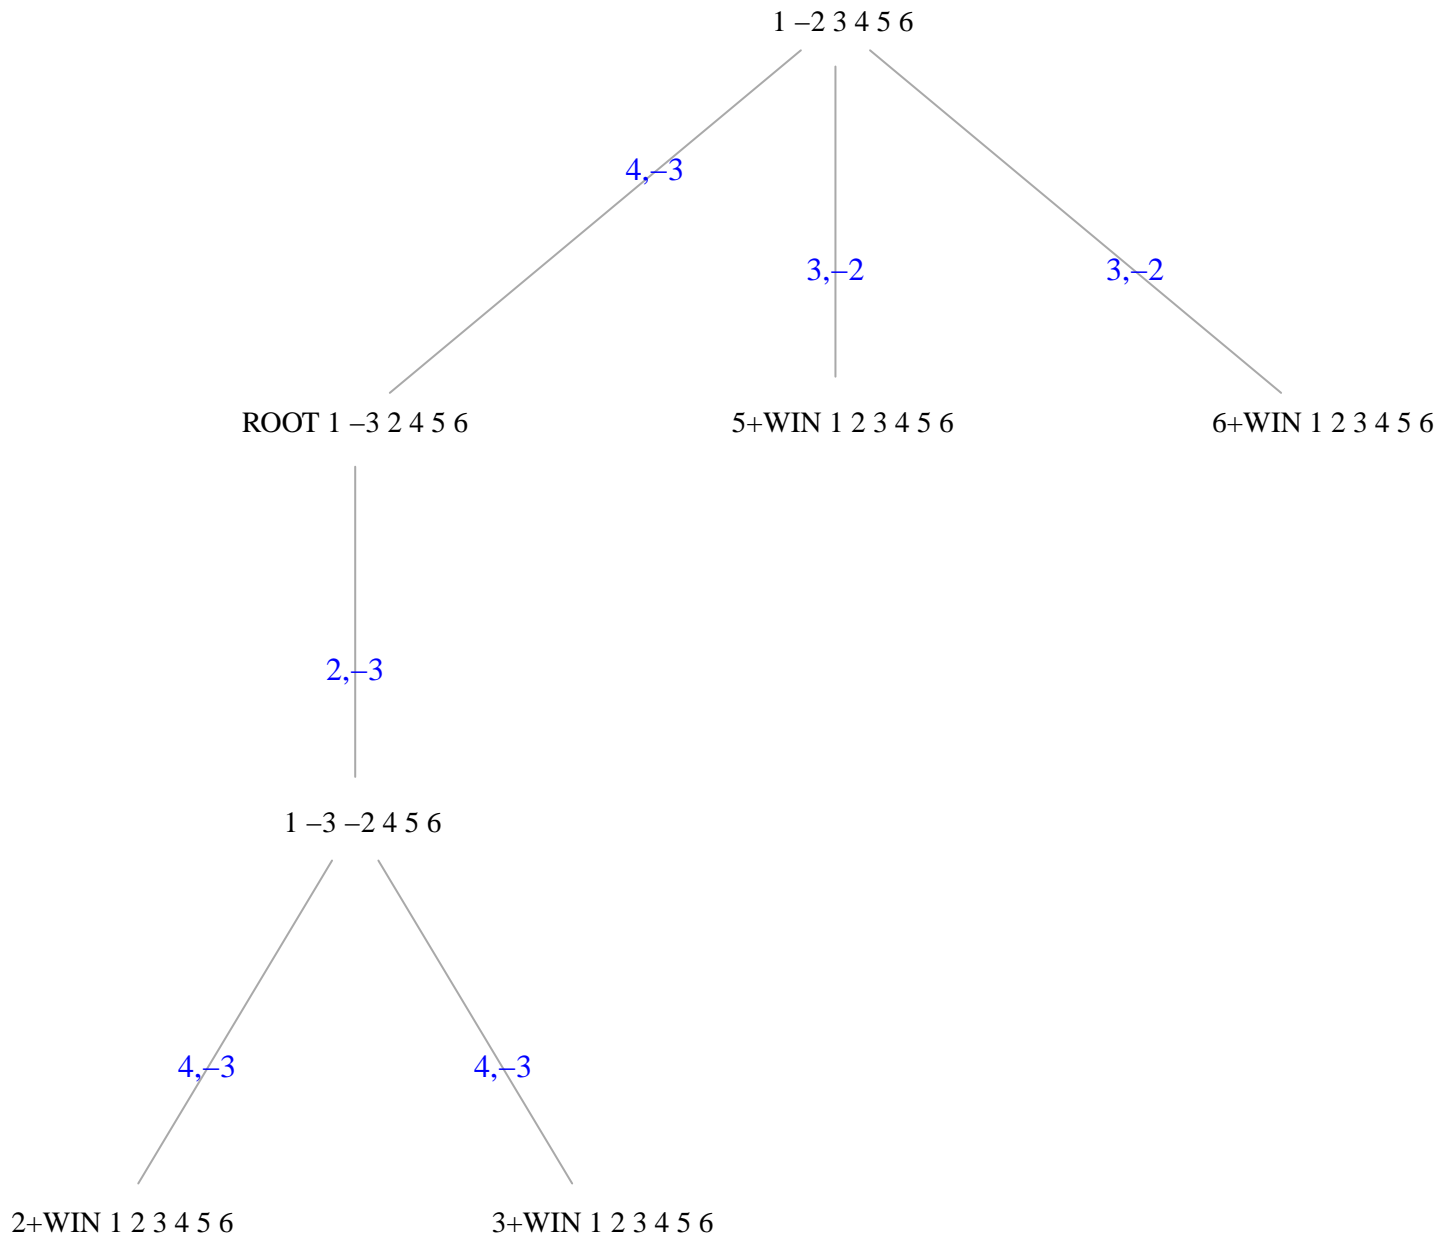 1 –2 3 4 5 6
4,–3
3,–2
3,–2
ROOT 1 –3 2 4 5 6
5+WIN 1 2 3 4 5 6
6+WIN 1 2 3 4 5 6
2,–3
1 –3 –2 4 5 6
4,–3
4,–3
2+WIN 1 2 3 4 5 6
3+WIN 1 2 3 4 5 6